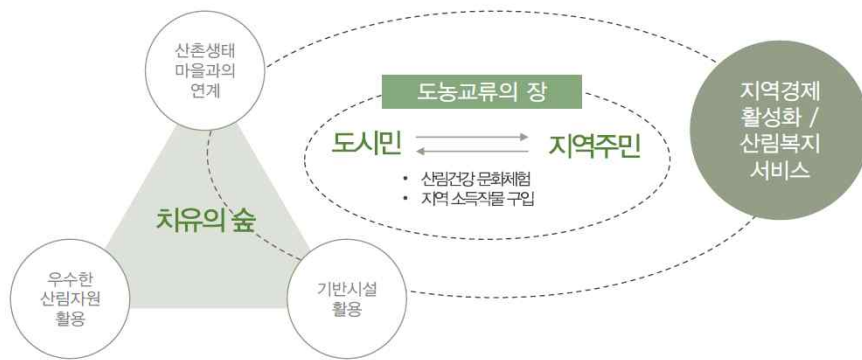 산촌생태
마을과의
연계
치유의 숲
우수한
산림자원
활용
기반시설
활용
도농교류의 장
도시민
지역주민
• 산림건강 문화체험
• 지역 소득작물 구입
지역경제
활성화 /
산림복지
서비스